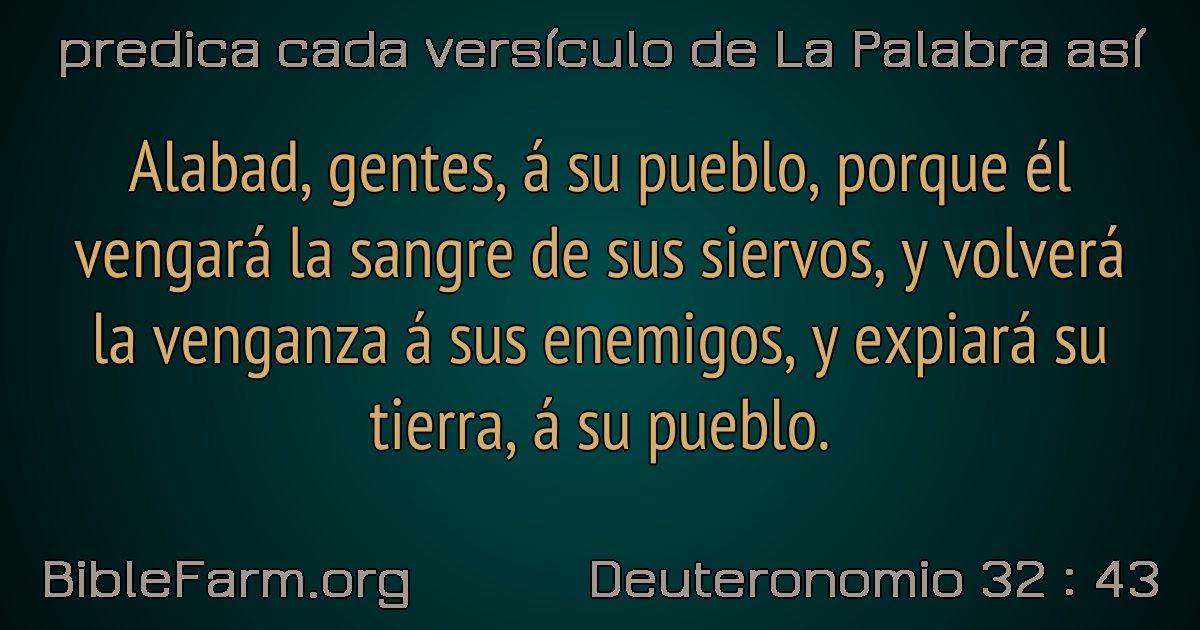 predica cada versículo de La Palabra así
Alabad, gentes, á su pueblo, porque él
vengará la sangre de sus siervos, y volverá
la venganza á sus enemigos, y expiará su
tierra, á su pueblo.
BibleFarm.org
Deuteronomio 32 : 43